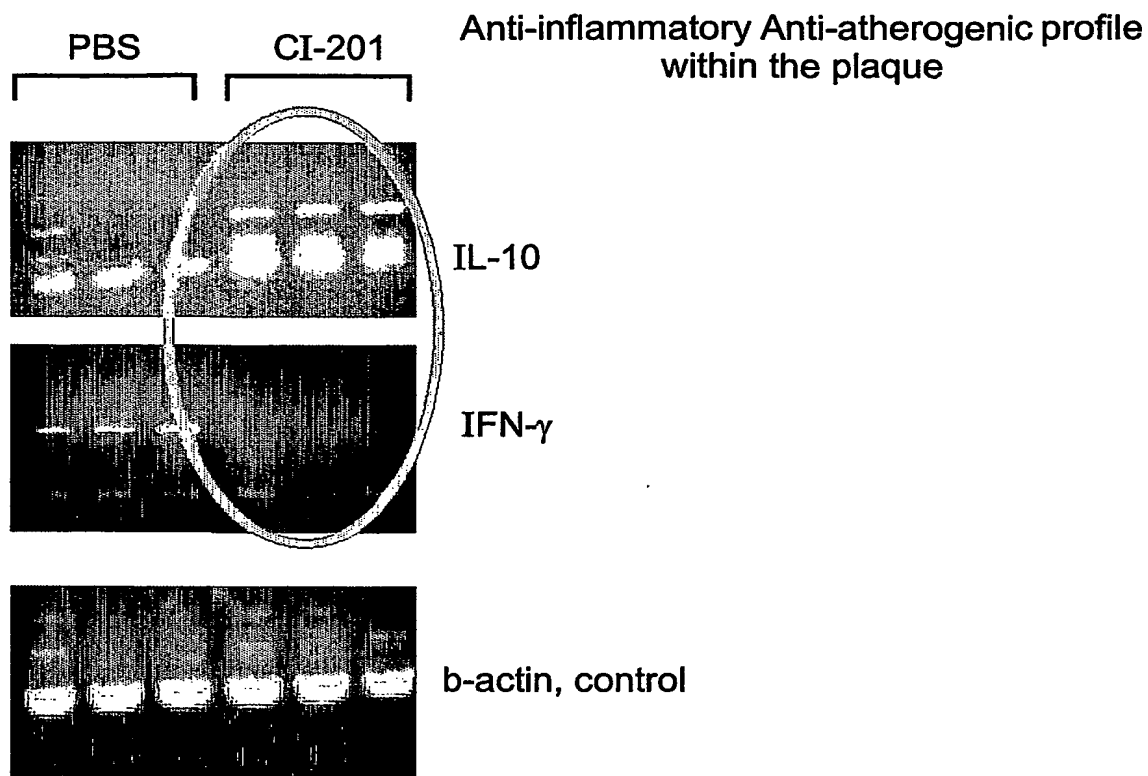 PBS CI-201
Anti-inflammatory Anti-atherogenic profile
within the plaque
IL-10
IFN-γ
b-actin, control